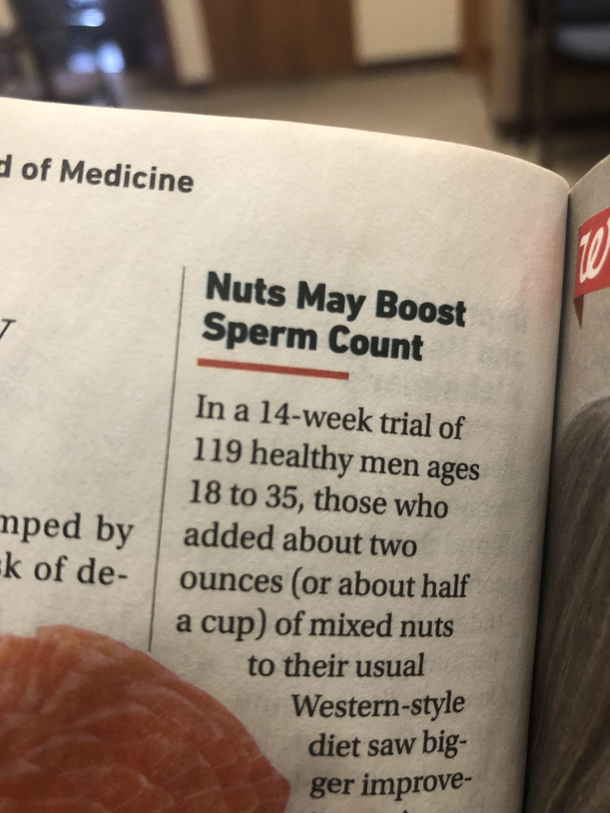 d of Medicine
Nuts May Boost
Sperm Count
In a 14-week trial of
119 healthy men ages
18 to 35, those who
added about two
ounces (or about half
a cup) of mixed nuts
to their usual
Western-style
diet saw big-
ger improve-
y
mped by
sk of de-
W